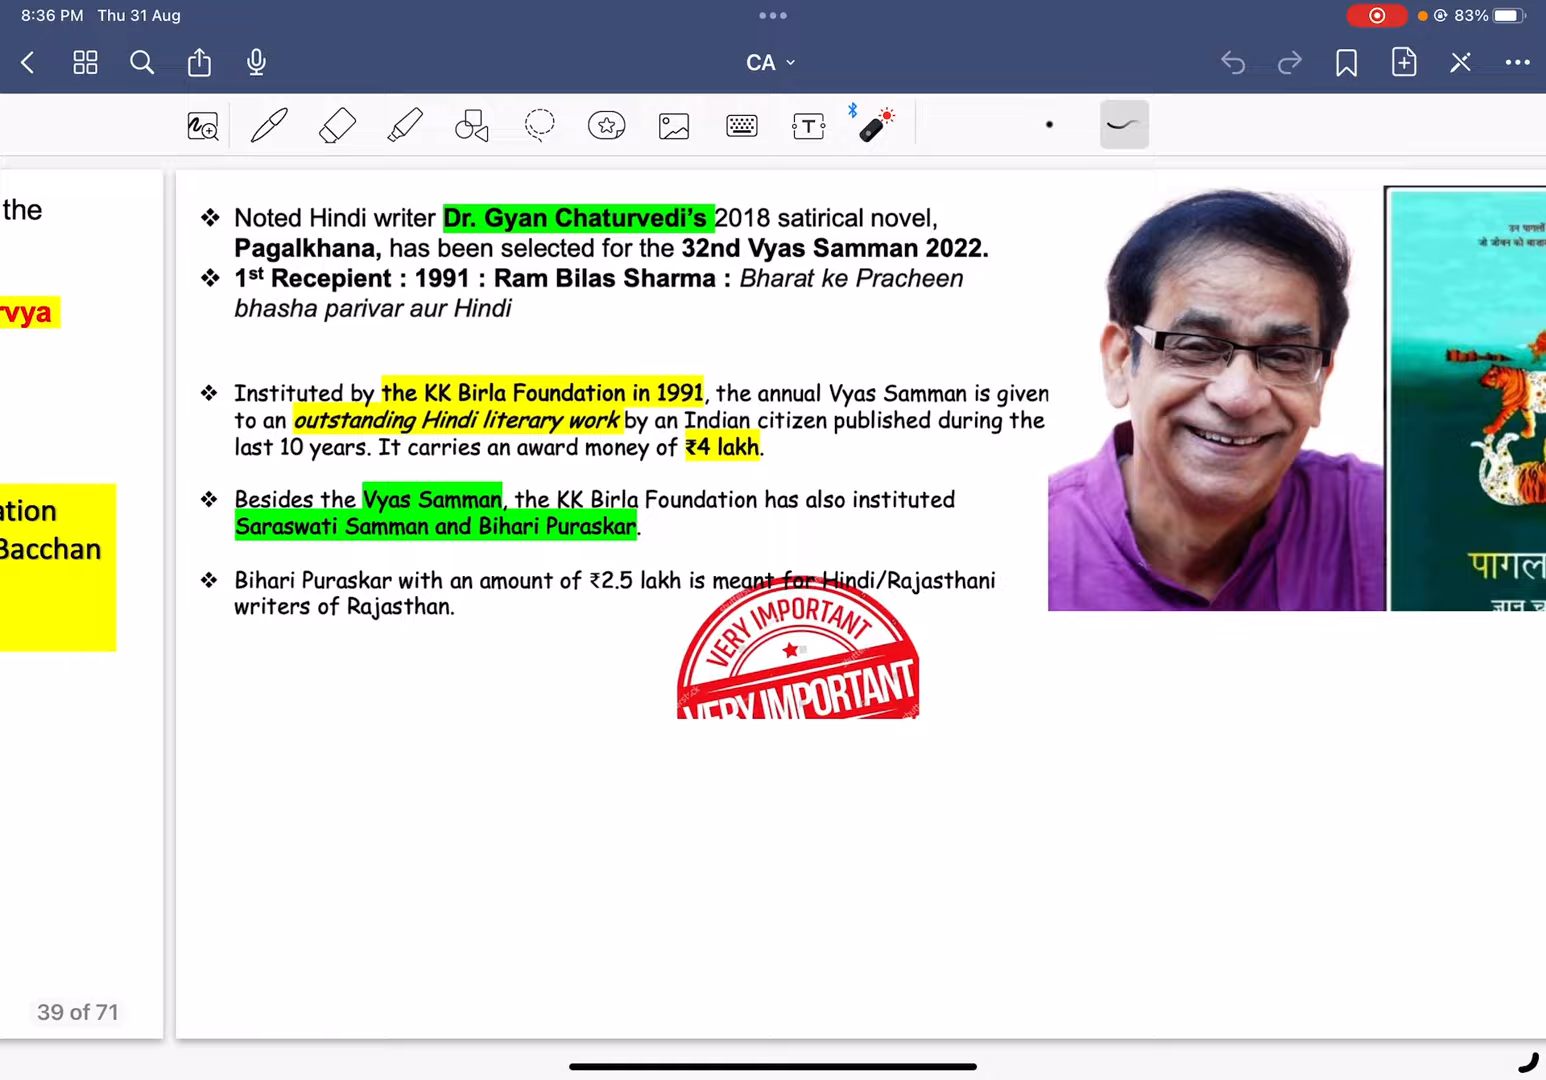 8:36 PM Thu 31 Aug
83%
CA
T
the
rvya
ation
Bacchan
39 of 71
❖ Noted Hindi writer Dr. Gyan Chaturvedi’s 2018 satirical novel,
Pagalkhana, has been selected for the 32nd Vyas Samman 2022.
❖ 1st Recepient : 1991 : Ram Bilas Sharma : Bharat ke Pracheen
bhasha parivar aur Hindi
❖ Instituted by the KK Birla Foundation in 1991, the annual Vyas Samman is given
to an outstanding Hindi literary work by an Indian citizen published during the
last 10 years. It carries an award money of ₹4 lakh.
❖ Besides the Vyas Samman, the KK Birla Foundation has also instituted
Saraswati Samman and Bihari Puraskar.
❖ Bihari Puraskar with an amount of ₹2.5 lakh is meant for Hindi/Rajasthani
writers of Rajasthan.
VERY IMPORTANT
VERY IMPORTANT
उन पागलों
जो जीवन को बाजा
पागल
ज्ञान च